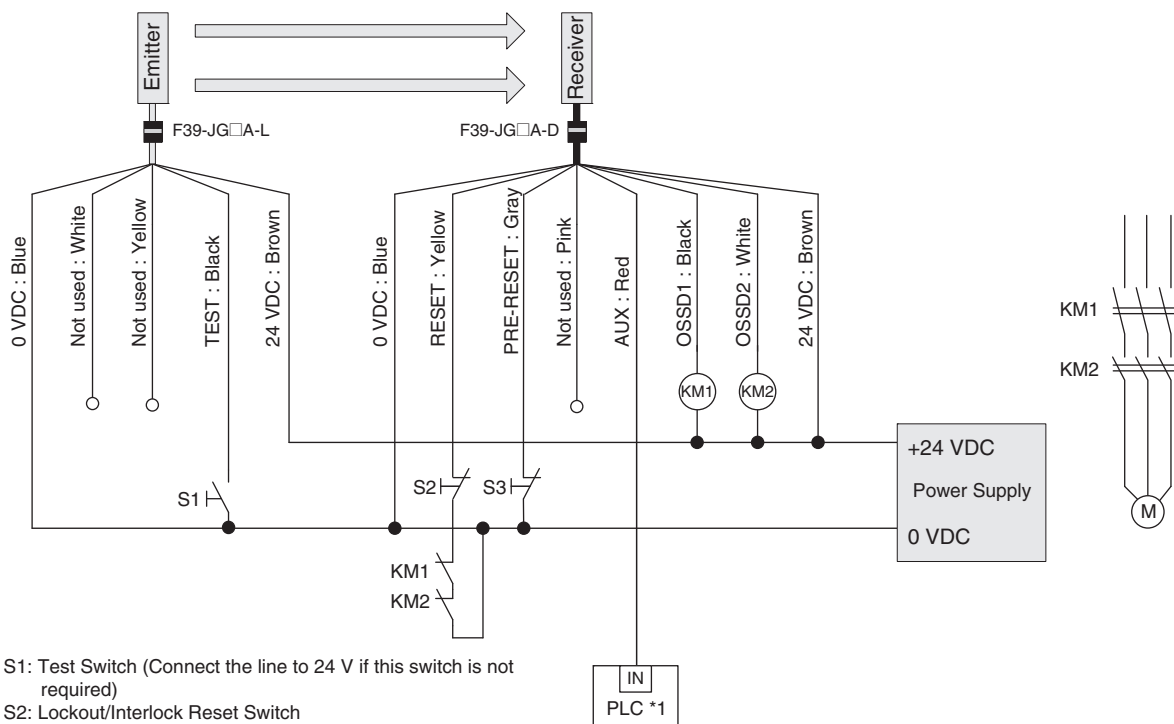 Emitter
Receiver
F39-JG□A-L
F39-JG□A-D
0 VDC : Blue
Not used : White
Not used : Yellow
TEST : Black
24 VDC : Brown
0 VDC : Blue
RESET : Yellow
PRE-RESET : Gray
Not used : Pink
AUX : Red
OSSD1 : Black
OSSD2 : White
24 VDC : Brown
KM1
KM2
KM1
KM2
+24 VDC
Power Supply
0 VDC
M
S1
S2
S3
KM1
KM2
IN
PLC *1
S1: Test Switch (Connect the line to 24 V if this switch is not
required)
S2: Lockout/Interlock Reset Switch